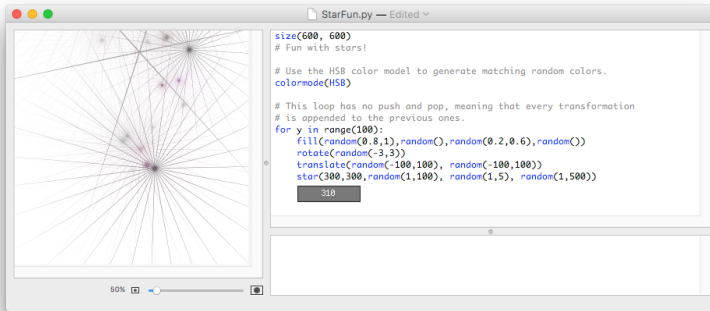 StarFun.py — Edited
size(600, 600)
# Fun with stars!
# Use the HSB color model to generate matching random colors.
colormode(HSB)
# This loop has no push and pop, meaning that every transformation
# is appended to the previous ones.
for y in range(100):
fill(random(0.8,1),random(),random(0.2,0.6),random())
rotate(random(-3,3))
translate(random(-100,100), random(-100,100))
star(300,300,random(1,100), random(1,5), random(1,500))
310
50%